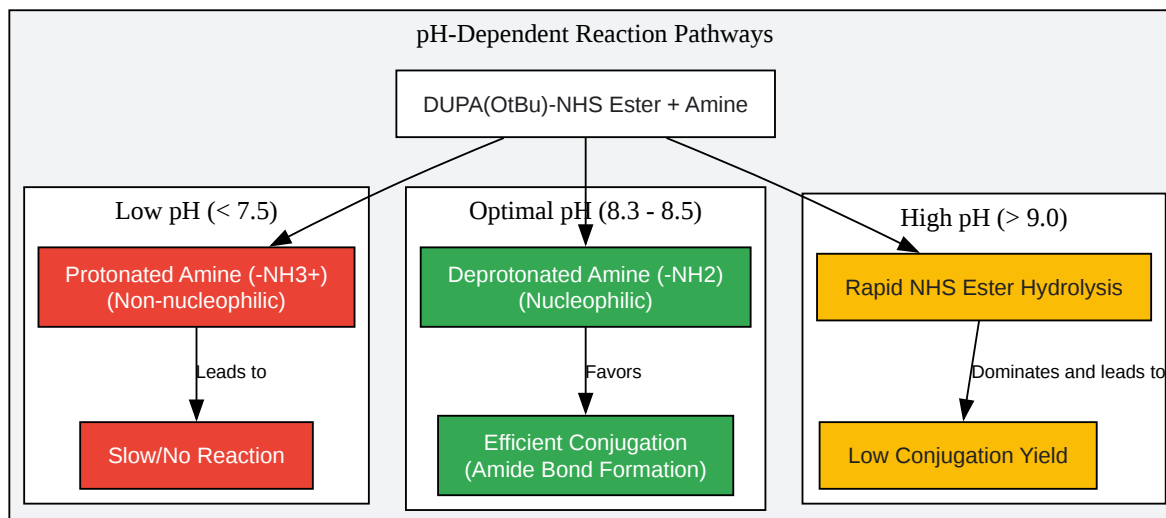 pH-Dependent Reaction Pathways
DUPA(OtBu)-NHS Ester + Amine
Low pH (< 7.5)
Protonated Amine (-NH3+)
(Non-nucleophilic)
Leads to
Slow/No Reaction
Optimal pH (8.3 - 8.5)
Deprotonated Amine (-NH2)
(Nucleophilic)
Favors
Efficient Conjugation
(Amide Bond Formation)
High pH (> 9.0)
Rapid NHS Ester Hydrolysis
Dominates and leads to
Low Conjugation Yield